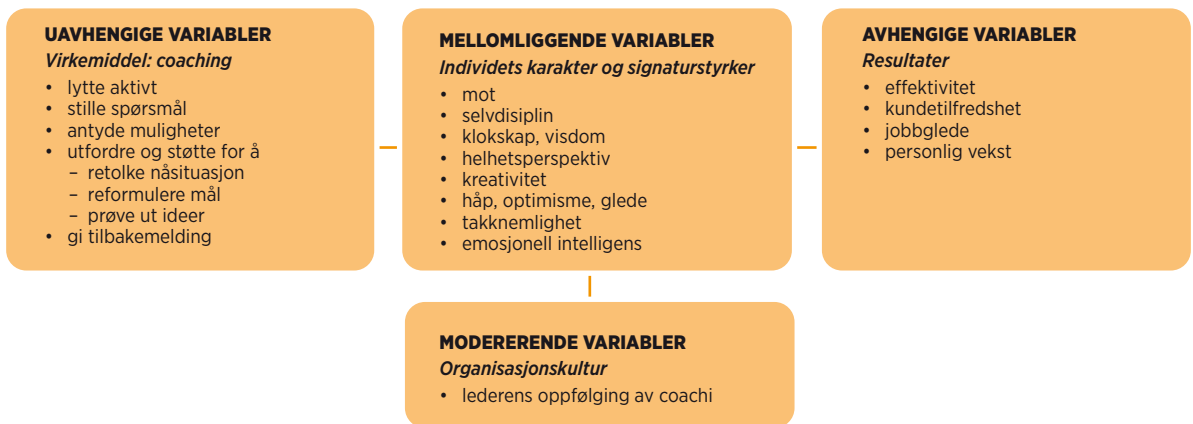 UAVHENGIGE VARIABLER
Virkemiddel: coaching
• lytte aktivt
• stille spørsmål
• antyde muligheter
• utfordre og støtte for å
– retolke nåsituasjon
– reformulere mål
– prøve ut ideer
• gi tilbakemelding
MELLOMLIGGENDE VARIABLER
Individets karakter og signaturstyrker
• mot
• selvdisiplin
• klokskap, visdom
• helhetsperspektiv
• kreativitet
• håp, optimisme, glede
• takknemlighet
• emosjonell intelligens
AVHENGIGE VARIABLER
Resultater
• effektivitet
• kundetilfredshet
• jobbglede
• personlig vekst
MODERERENDE VARIABLER
Organisasjonskultur
• lederens oppfølging av coachi